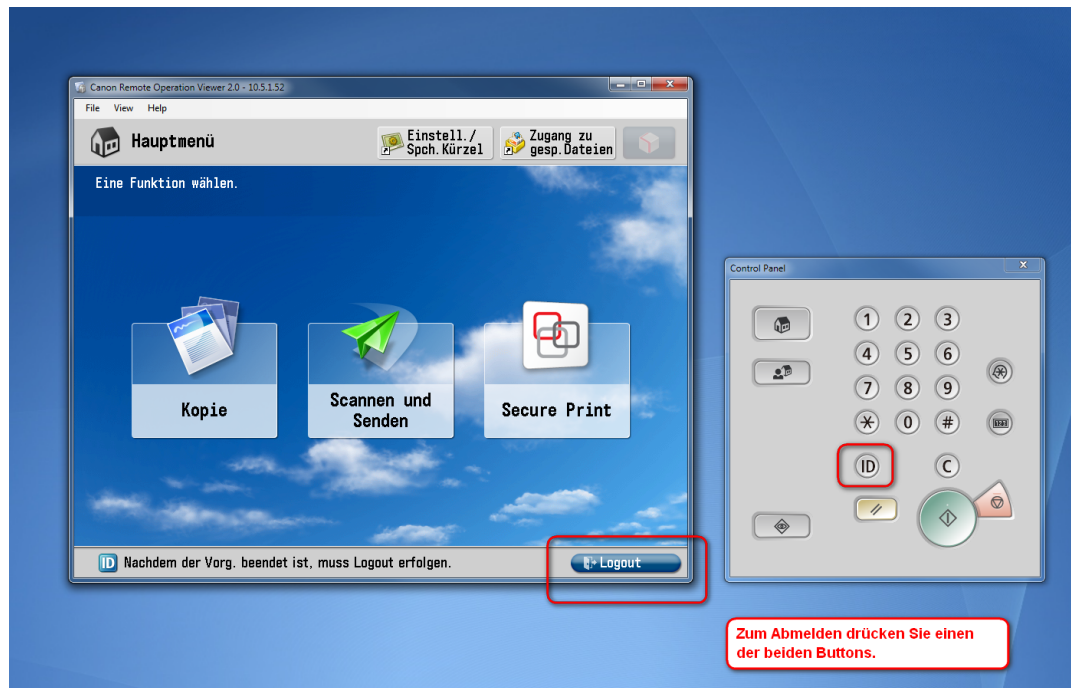 Canon Remote Operation Viewer 2.0 - 10.5.1.52
File View Help
Hauptmenü
Einstell./
Spch.Kürzel
Zugang zu
gesp.Dateien
Eine Funktion wählen.
Kopie
Scannen und
Senden
Secure Print
ID Nachdem der Vorg. beendet ist, muss Logout erfolgen.
Logout
Control Panel
1 2 3
4 5 6
7 8 9
* 0 #
ID C
Zum Abmelden drücken Sie einen
der beiden Buttons.